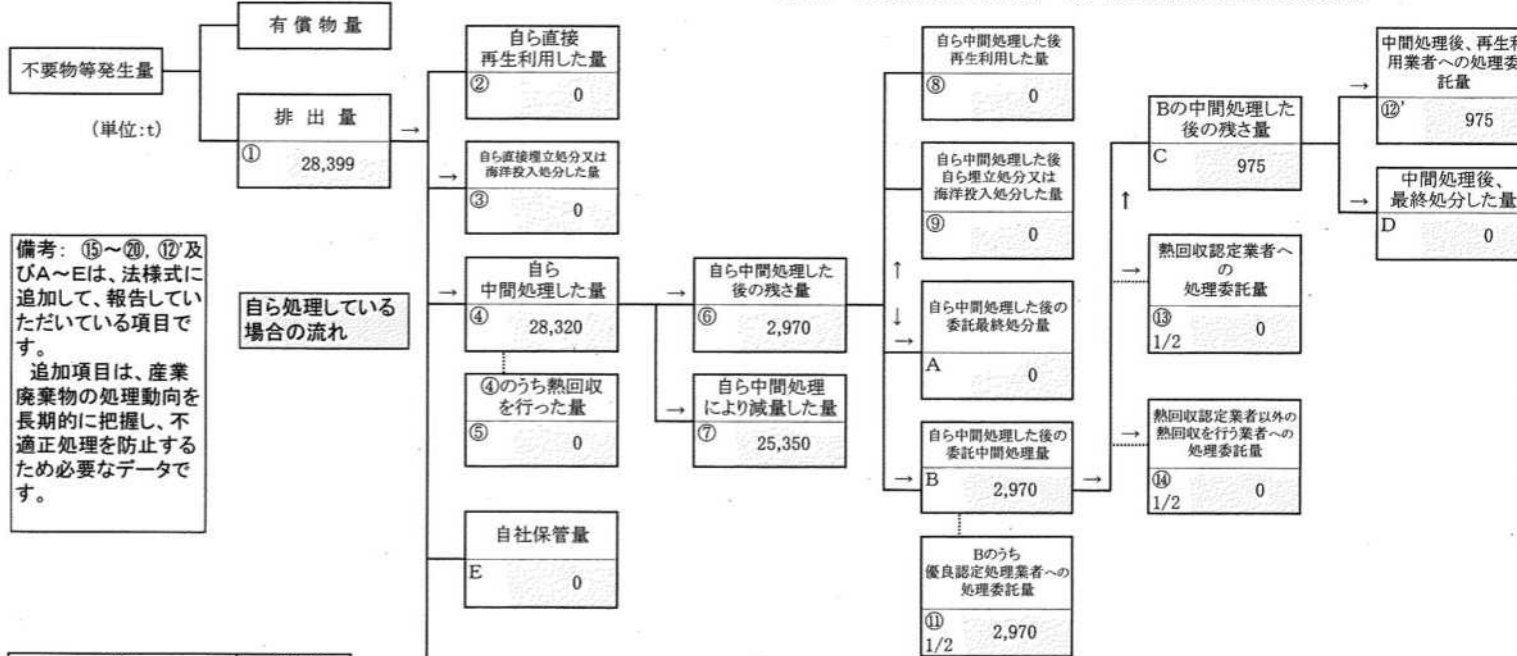 有償物量
不要物等発生量
(単位:t)
排出量
① 28,399
備考: ⑮～⑳, ⑫'及
びA～Eは、法様式に
追加して、報告してい
ただいている項目で
す。
追加項目は、産業
廃棄物の処理動向を
長期的に把握し、不
適正処理を防止する
ため必要なデータで
す。
自ら処理している
場合の流れ
自ら直接
再生利用した量
② 0
自ら直接埋立処分又は
海洋投入処分した量
③ 0
自ら
中間処理した量
④ 28,320
④のうち熱回収
を行った量
⑤ 0
自社保管量
E 0
自ら中間処理した
後の残さ量
⑥ 2,970
自ら中間処理
により減量した量
⑦ 25,350
自ら中間処理した後
再生利用した量
⑧ 0
自ら中間処理した後
自ら埋立処分又は
海洋投入処分した量
⑨ 0
自ら中間処理した後の
委託最終処分量
A 0
自ら中間処理した後の
委託中間処理量
B 2,970
Bのうち
優良認定処理業者への
処理委託量
⑪
1/2 2,970
Bの中間処理した
後の残さ量
C 975
熱回収認定業者へ
の
処理委託量
⑬
1/2 0
熱回収認定業者以外の
熱回収を行う業者への
処理委託量
⑭
1/2 0
中間処理後、再生利
用業者への処理委
託量
⑫' 975
中間処理後、
最終処分した量
D 0